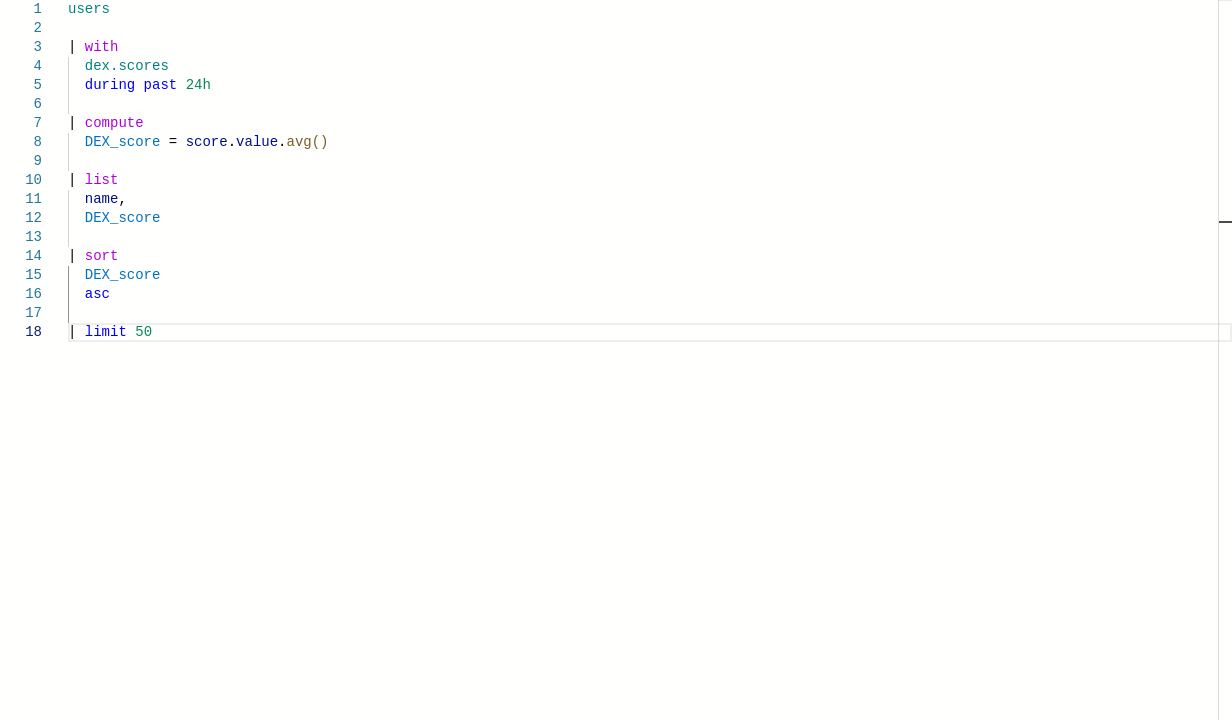 1 users
2
3 | with
4 dex.scores
5 during past 24h
6
7 | compute
8 DEX_score = score.value.avg()
9
10 | list
11 name,
12 DEX_score
13
14 | sort
15 DEX_score
16 asc
17
18 | limit 50